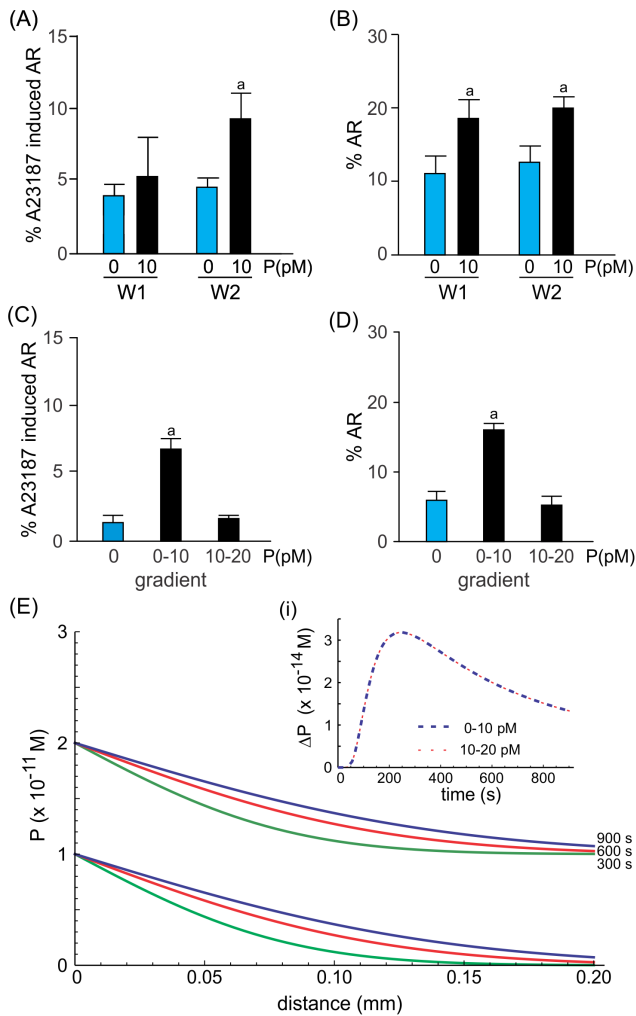 (A)
% A23187 induced AR
15
10
5
0
a
0 10 0 10 P(pM)
W1 W2
(B)
% AR
30
20
10
0
a a
0 10 0 10 P(pM)
W1 W2
(C)
% A23187 induced AR
15
10
5
0
a
0 0-10 10-20 P(pM)
gradient
(D)
% AR
30
20
10
0
a
0 0-10 10-20 P(pM)
gradient
(E)
P (x 10⁻¹¹ M)
3
2
1
0
0 0.05 0.10 0.15 0.20
distance (mm)
900 s
600 s
300 s
(i)
ΔP (x 10⁻¹⁴ M)
3
2
1
0
0 200 400 600 800
time (s)
0-10 pM
10-20 pM